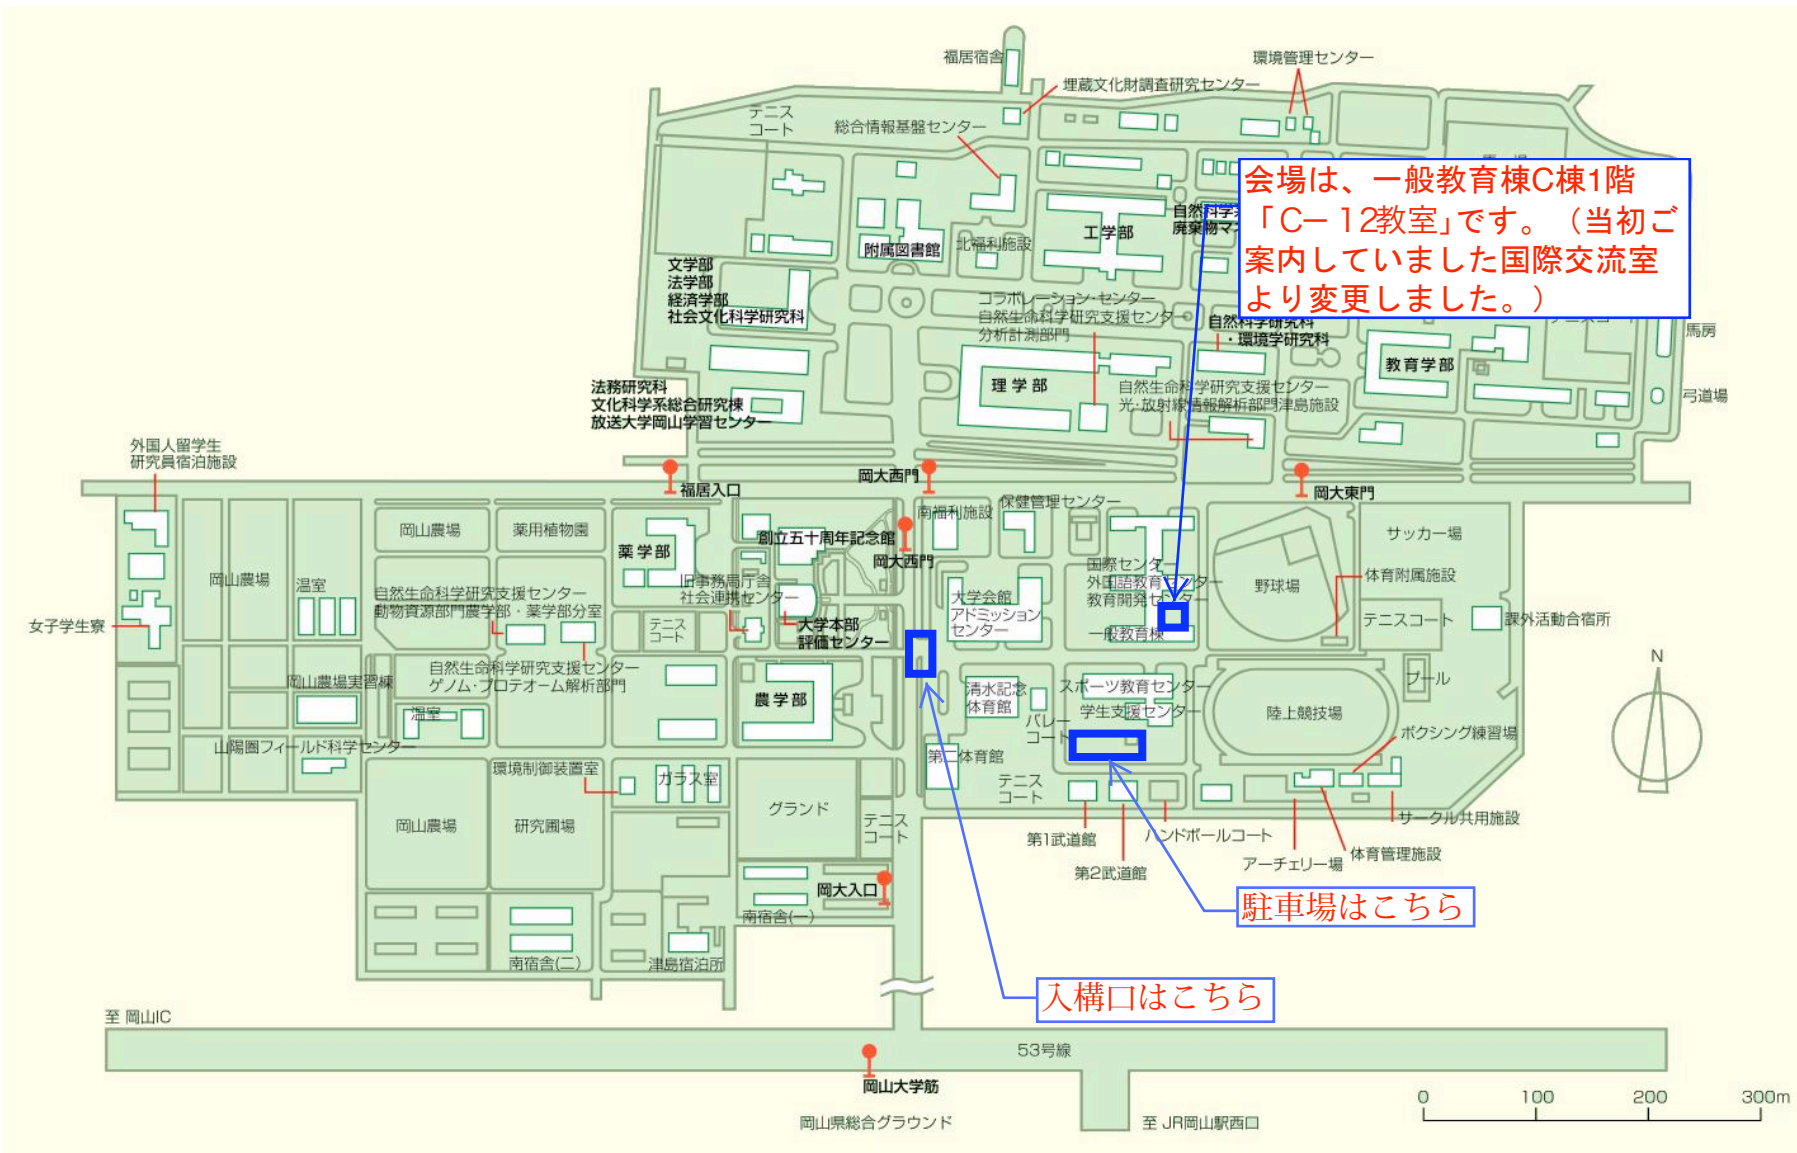 福居宿舎
環境管理センター
埋蔵文化財調査研究センター
テニス
コート
総合情報基盤センター
会場は、一般教育棟C棟1階
「C－12教室」です。（当初ご
案内していました国際交流室
より変更しました。）
自然科学系
廃棄物マ
工学部
附属図書館
北福利施設
文学部
法学部
経済学部
社会文化科学研究科
コラボレーション・センター
自然生命科学研究支援センター
分析計測部門
自然科学研究科
・環境学研究科
テニスコート
馬房
教育学部
理学部
自然生命科学研究支援センター
光・放射線情報解析部門津島施設
弓道場
法務研究科
文化科学系総合研究棟
放送大学岡山学習センター
外国人留学生
研究員宿泊施設
福居入口
岡大西門
岡大東門
岡山農場
薬用植物園
薬学部
創立五十周年記念館
南福利施設
岡大西門
保健管理センター
サッカー場
国際センター
外国語教育センター
教育開発センター
一般教育棟
野球場
体育附属施設
テニスコート
課外活動合宿所
岡山農場
温室
自然生命科学研究支援センター
動物資源部門農学部・薬学部分室
旧事務局庁舎
社会連携センター
大学会館
アドミッション
センター
女子学生寮
テニス
コート
大学本部
評価センター
自然生命科学研究支援センター
ゲノム・プロテオーム解析部門
岡山農場実習棟
農学部
清水記念
体育館
スポーツ教育センター
学生支援センター
バレー
コート
陸上競技場
プール
N
温室
山陽圏フィールド科学センター
ボクシング練習場
第二体育館
環境制御装置室
ガラス室
テニス
コート
グランド
岡山農場
研究圃場
テニス
コート
第1武道館
ハンドボールコート
第2武道館
アーチェリー場
体育管理施設
サークル共用施設
岡大入口
南宿舎(一)
駐車場はこちら
南宿舎(二)
津島宿泊所
入構口はこちら
至 岡山IC
53号線
岡山大学筋
岡山県総合グラウンド
至 JR岡山駅西口
0 100 200 300m